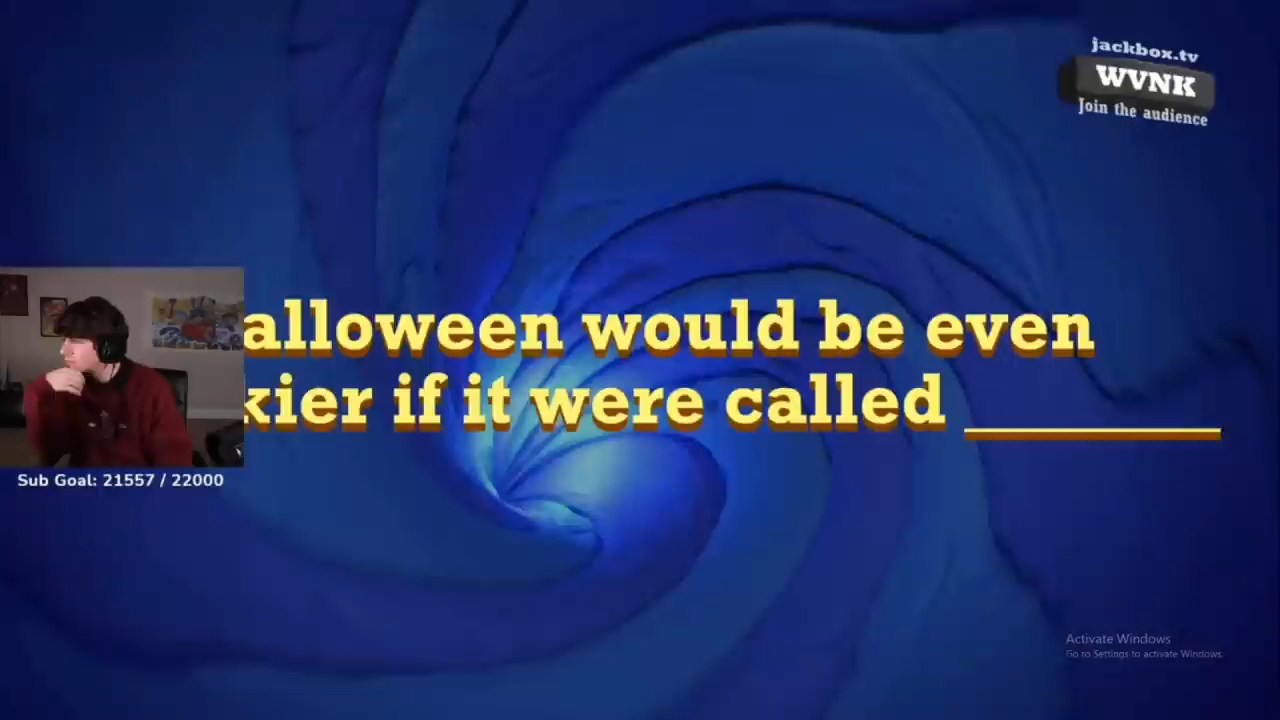 jackbox.tv
WVNK
Join the audience
alloween would be even
kier if it were called ________
Sub Goal: 21557 / 22000
Activate Windows
Go to Settings to activate Windows.